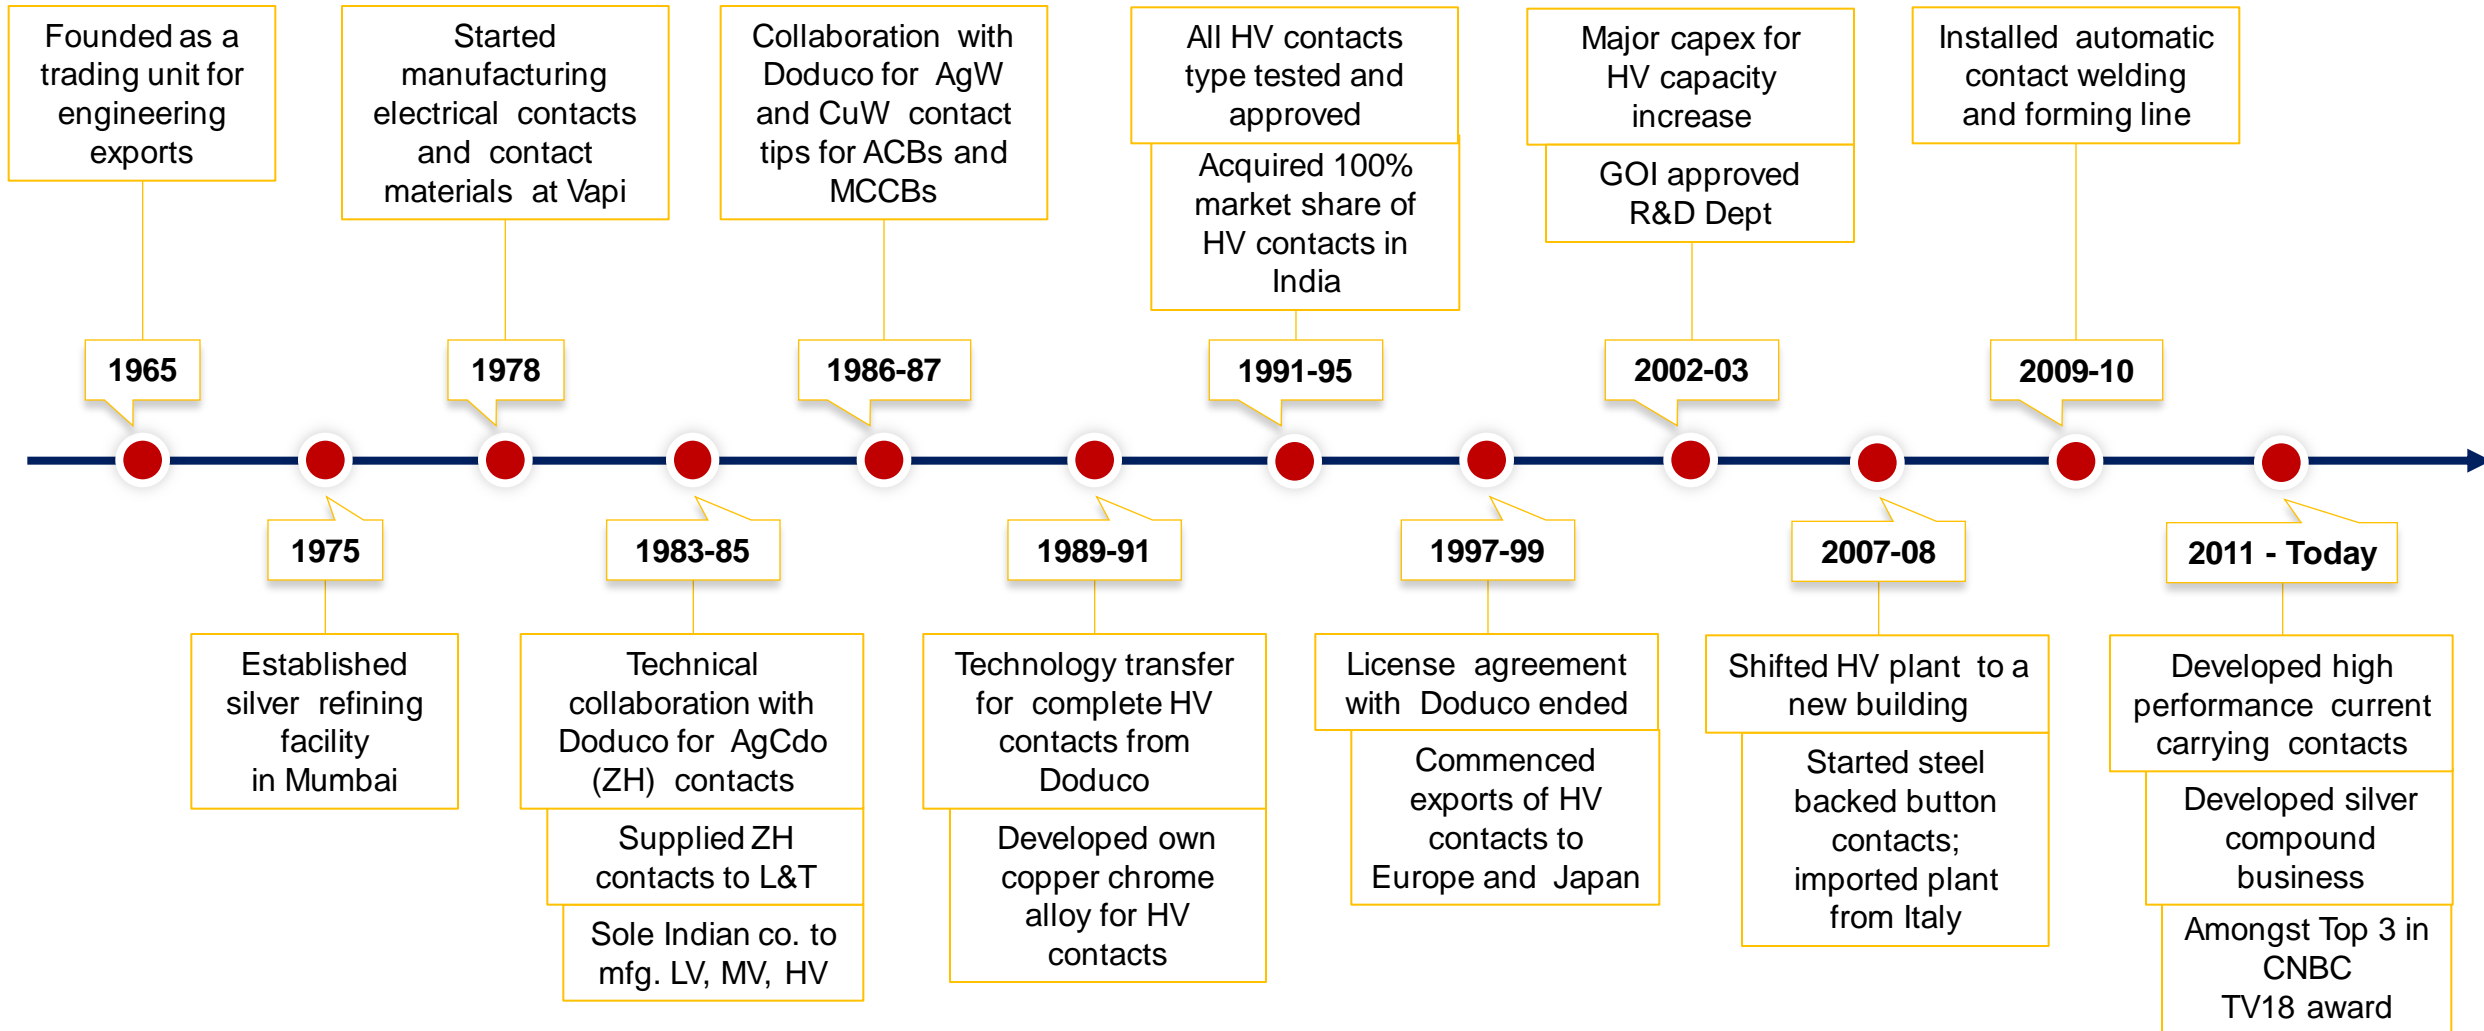 Founded as a
trading unit for
engineering
exports
1965
Established
silver refining
facility
in Mumbai
1975
Started
manufacturing
electrical contacts
and contact
materials at Vapi
1978
1983-85
Technical
collaboration with
Doduco for AgCdo
(ZH) contacts
Supplied ZH
contacts to L&T
Sole Indian co. to
mfg. LV, MV, HV
Collaboration with
Doduco for AgW
and CuW contact
tips for ACBs and
MCCBs
1986-87
1989-91
Technology transfer
for complete HV
contacts from
Doduco
Developed own
copper chrome
alloy for HV
contacts
All HV contacts
type tested and
approved
Acquired 100%
market share of
HV contacts in
India
1991-95
1997-99
License agreement
with Doduco ended
Commenced
exports of HV
contacts to
Europe and Japan
Major capex for
HV capacity
increase
GOI approved
R&D Dept
2002-03
2007-08
Shifted HV plant to a
new building
Started steel
backed button
contacts;
imported plant
from Italy
Installed automatic
contact welding
and forming line
2009-10
2011 - Today
Developed high
performance current
carrying contacts
Developed silver
compound
business
Amongst Top 3 in
CNBC
TV18 award